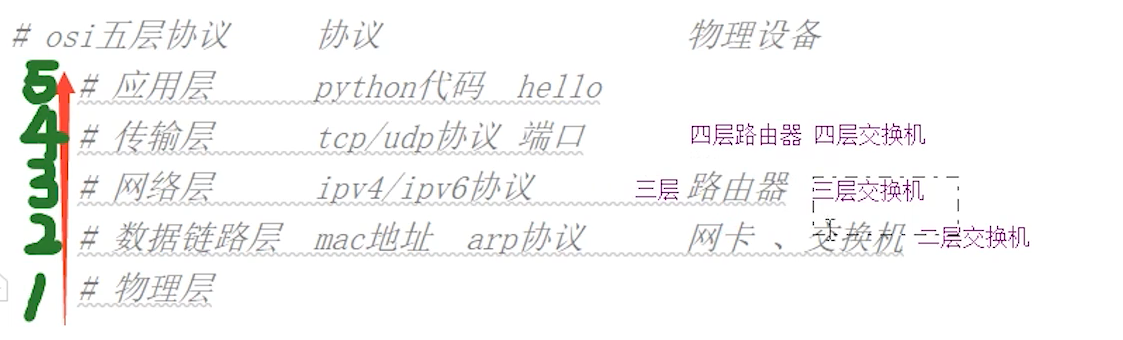 # osi五层协议 协议 物理设备
5 # 应用层 python代码 hello
4 # 传输层 tcp/udp协议 端口 四层路由器 四层交换机
3 # 网络层 ipv4/ipv6协议 三层 路由器 三层交换机
2 # 数据链路层 mac地址 arp协议 网卡 、交换机 二层交换机
1 # 物理层